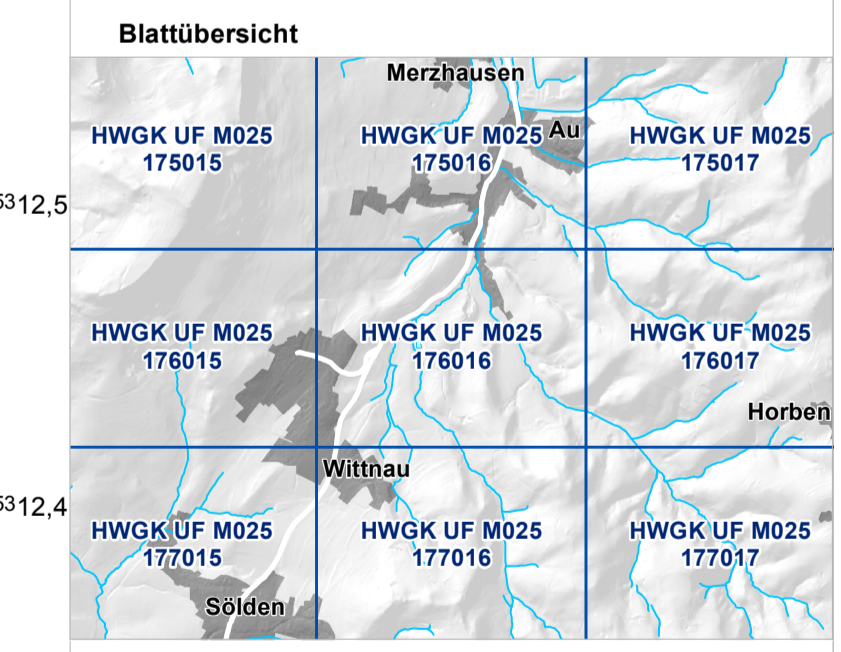 Blattübersicht
Merzhausen
HWGK UF M025
175015
HWGK UF M025
175016
Au
HWGK UF M025
175017
5312,5
HWGK UF M025
176015
HWGK UF M025
176016
HWGK UF M025
176017
Horben
Wittnau
5312,4
HWGK UF M025
177015
HWGK UF M025
177016
HWGK UF M025
177017
Sölden